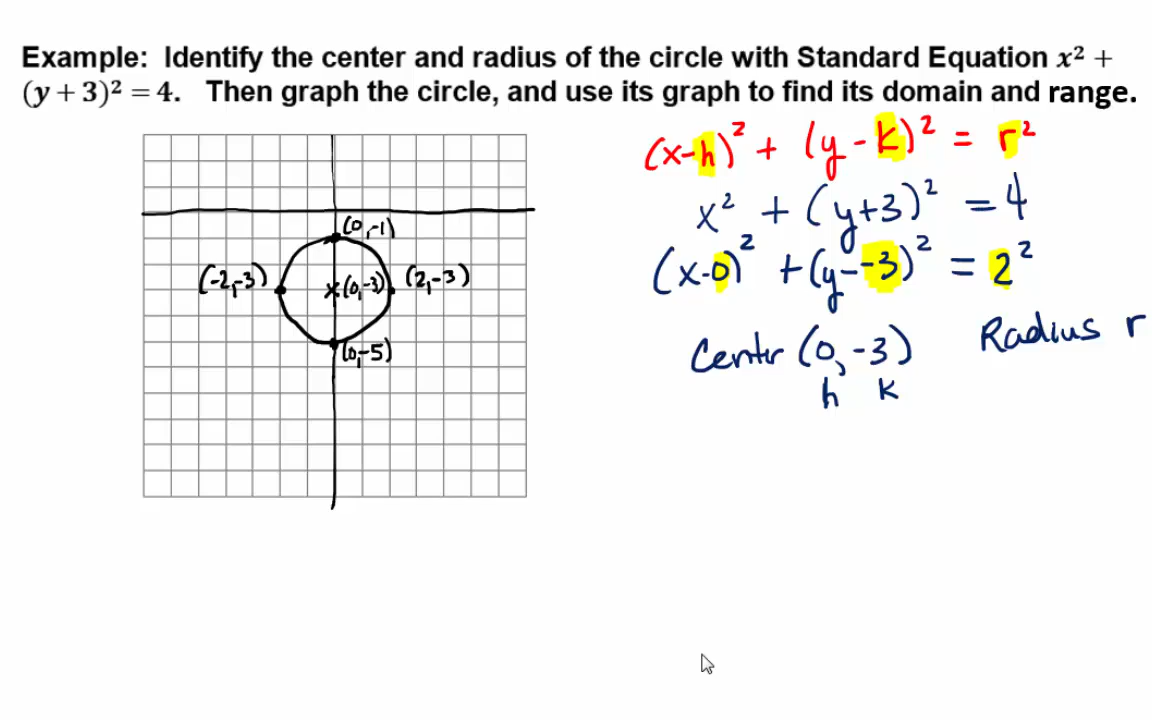 Example: Identify the center and radius of the circle with Standard Equation x² +
(y + 3)² = 4. Then graph the circle, and use its graph to find its domain and range.
(x-h)² + (y-k)² = r²
x² + (y+3)² = 4
(x-0)² + (y--3)² = 2²
Center (0,-3) Radius r
h k
(0,-1)
(-2,-3) (0,-3) (2,-3)
(0,-5)